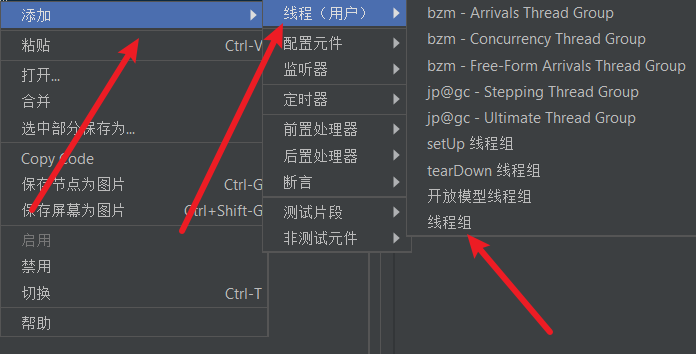 添加
粘贴 Ctrl-V
打开...
合并
选中部分保存为...
Copy Code
保存节点为图片 Ctrl-G
保存屏幕为图片 Ctrl+Shift-G
启用
禁用
切换 Ctrl-T
帮助
线程（用户）
配置元件
监听器
定时器
前置处理器
后置处理器
断言
测试片段
非测试元件
bzm - Arrivals Thread Group
bzm - Concurrency Thread Group
bzm - Free-Form Arrivals Thread Group
jp@gc - Stepping Thread Group
jp@gc - Ultimate Thread Group
setUp 线程组
tearDown 线程组
开放模型线程组
线程组